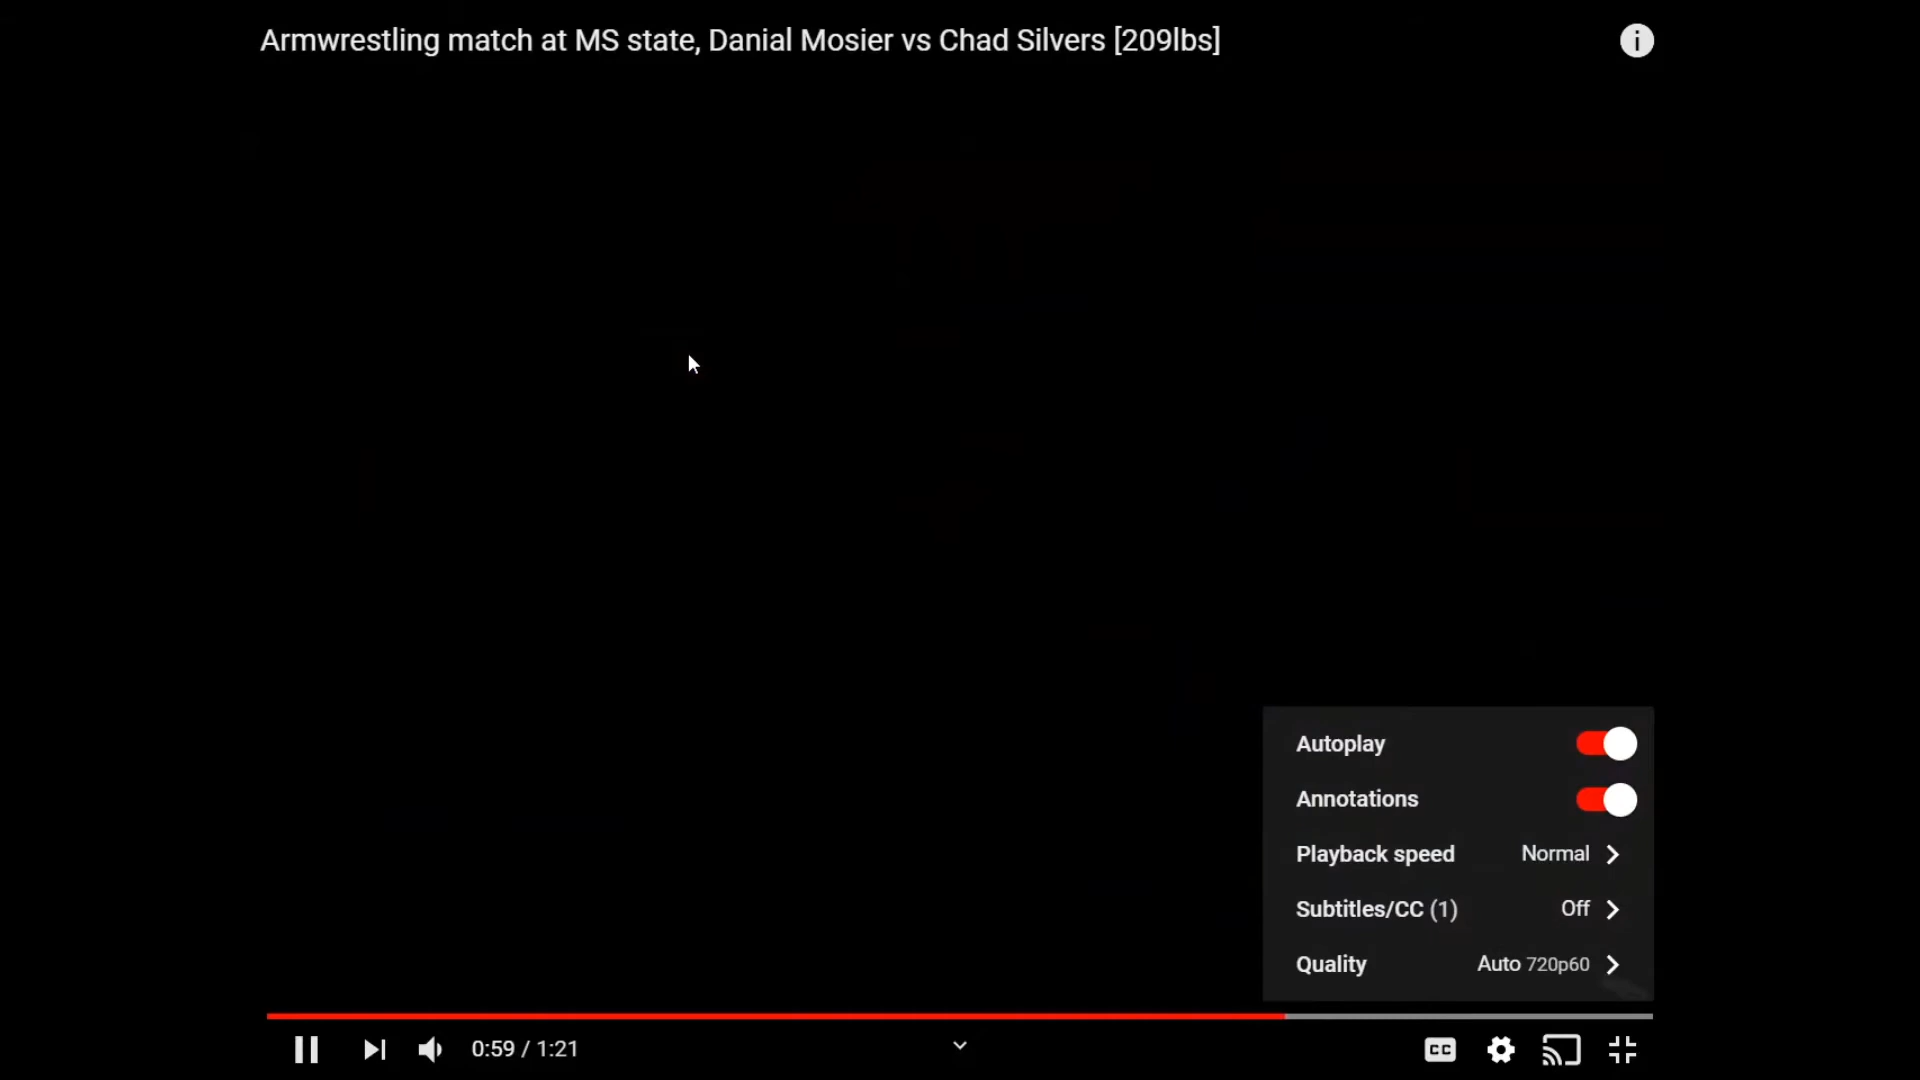 Armwrestling match at MS state, Danial Mosier vs Chad Silvers [209lbs]
Autoplay
Annotations
Playback speed Normal
Subtitles/CC (1) Off
Quality Auto 720p60
0:59 / 1:21
CC